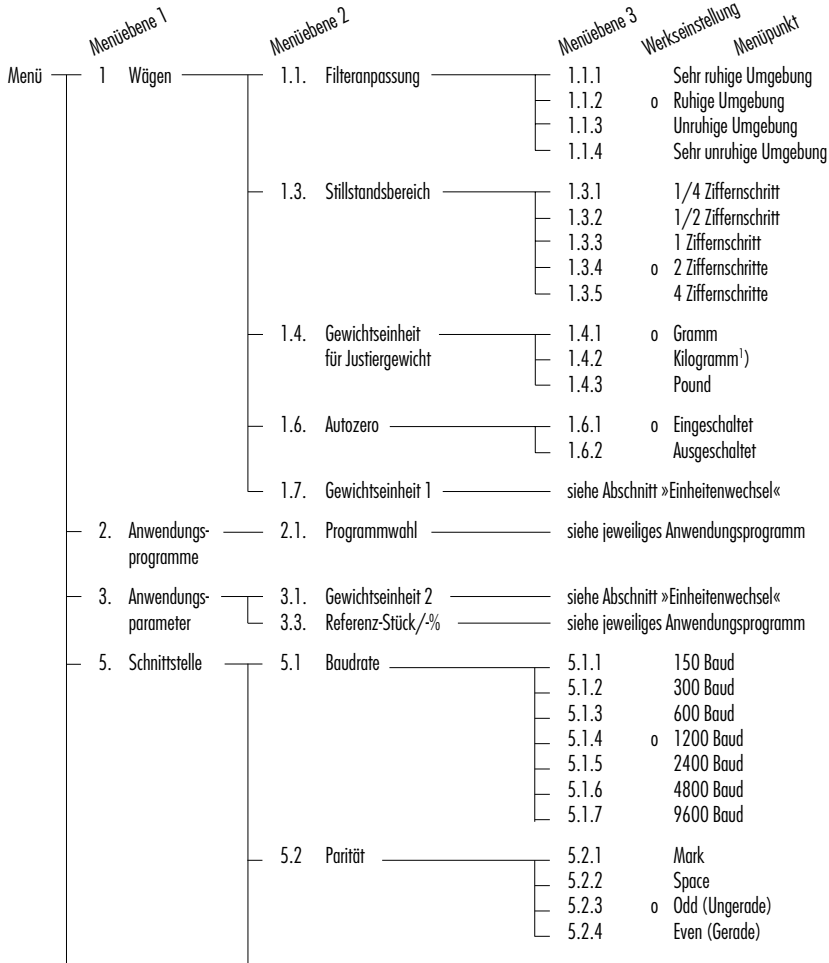 Menüebene 1 Menüebene 2 Menüebene 3 Werkseinstellung Menüpunkt
Menü 1 Wägen 1.1. Filteranpassung 1.1.1 Sehr ruhige Umgebung
1.1.2 o Ruhige Umgebung
1.1.3 Unruhige Umgebung
1.1.4 Sehr unruhige Umgebung
1.3. Stillstandsbereich 1.3.1 1/4 Ziffernschritt
1.3.2 1/2 Ziffernschritt
1.3.3 1 Ziffernschritt
1.3.4 o 2 Ziffernschritte
1.3.5 4 Ziffernschritte
1.4. Gewichtseinheit 1.4.1 o Gramm
für Justiergewicht 1.4.2 Kilogramm¹)
1.4.3 Pound
1.6. Autozero 1.6.1 o Eingeschaltet
1.6.2 Ausgeschaltet
1.7. Gewichtseinheit 1 siehe Abschnitt »Einheitenwechsel«
2. Anwendungs- 2.1. Programmwahl siehe jeweiliges Anwendungsprogramm
programme
3. Anwendungs- 3.1. Gewichtseinheit 2 siehe Abschnitt »Einheitenwechsel«
parameter 3.3. Referenz-Stück/-% siehe jeweiliges Anwendungsprogramm
5. Schnittstelle 5.1 Baudrate 5.1.1 150 Baud
5.1.2 300 Baud
5.1.3 600 Baud
5.1.4 o 1200 Baud
5.1.5 2400 Baud
5.1.6 4800 Baud
5.1.7 9600 Baud
5.2 Parität 5.2.1 Mark
5.2.2 Space
5.2.3 o Odd (Ungerade)
5.2.4 Even (Gerade)